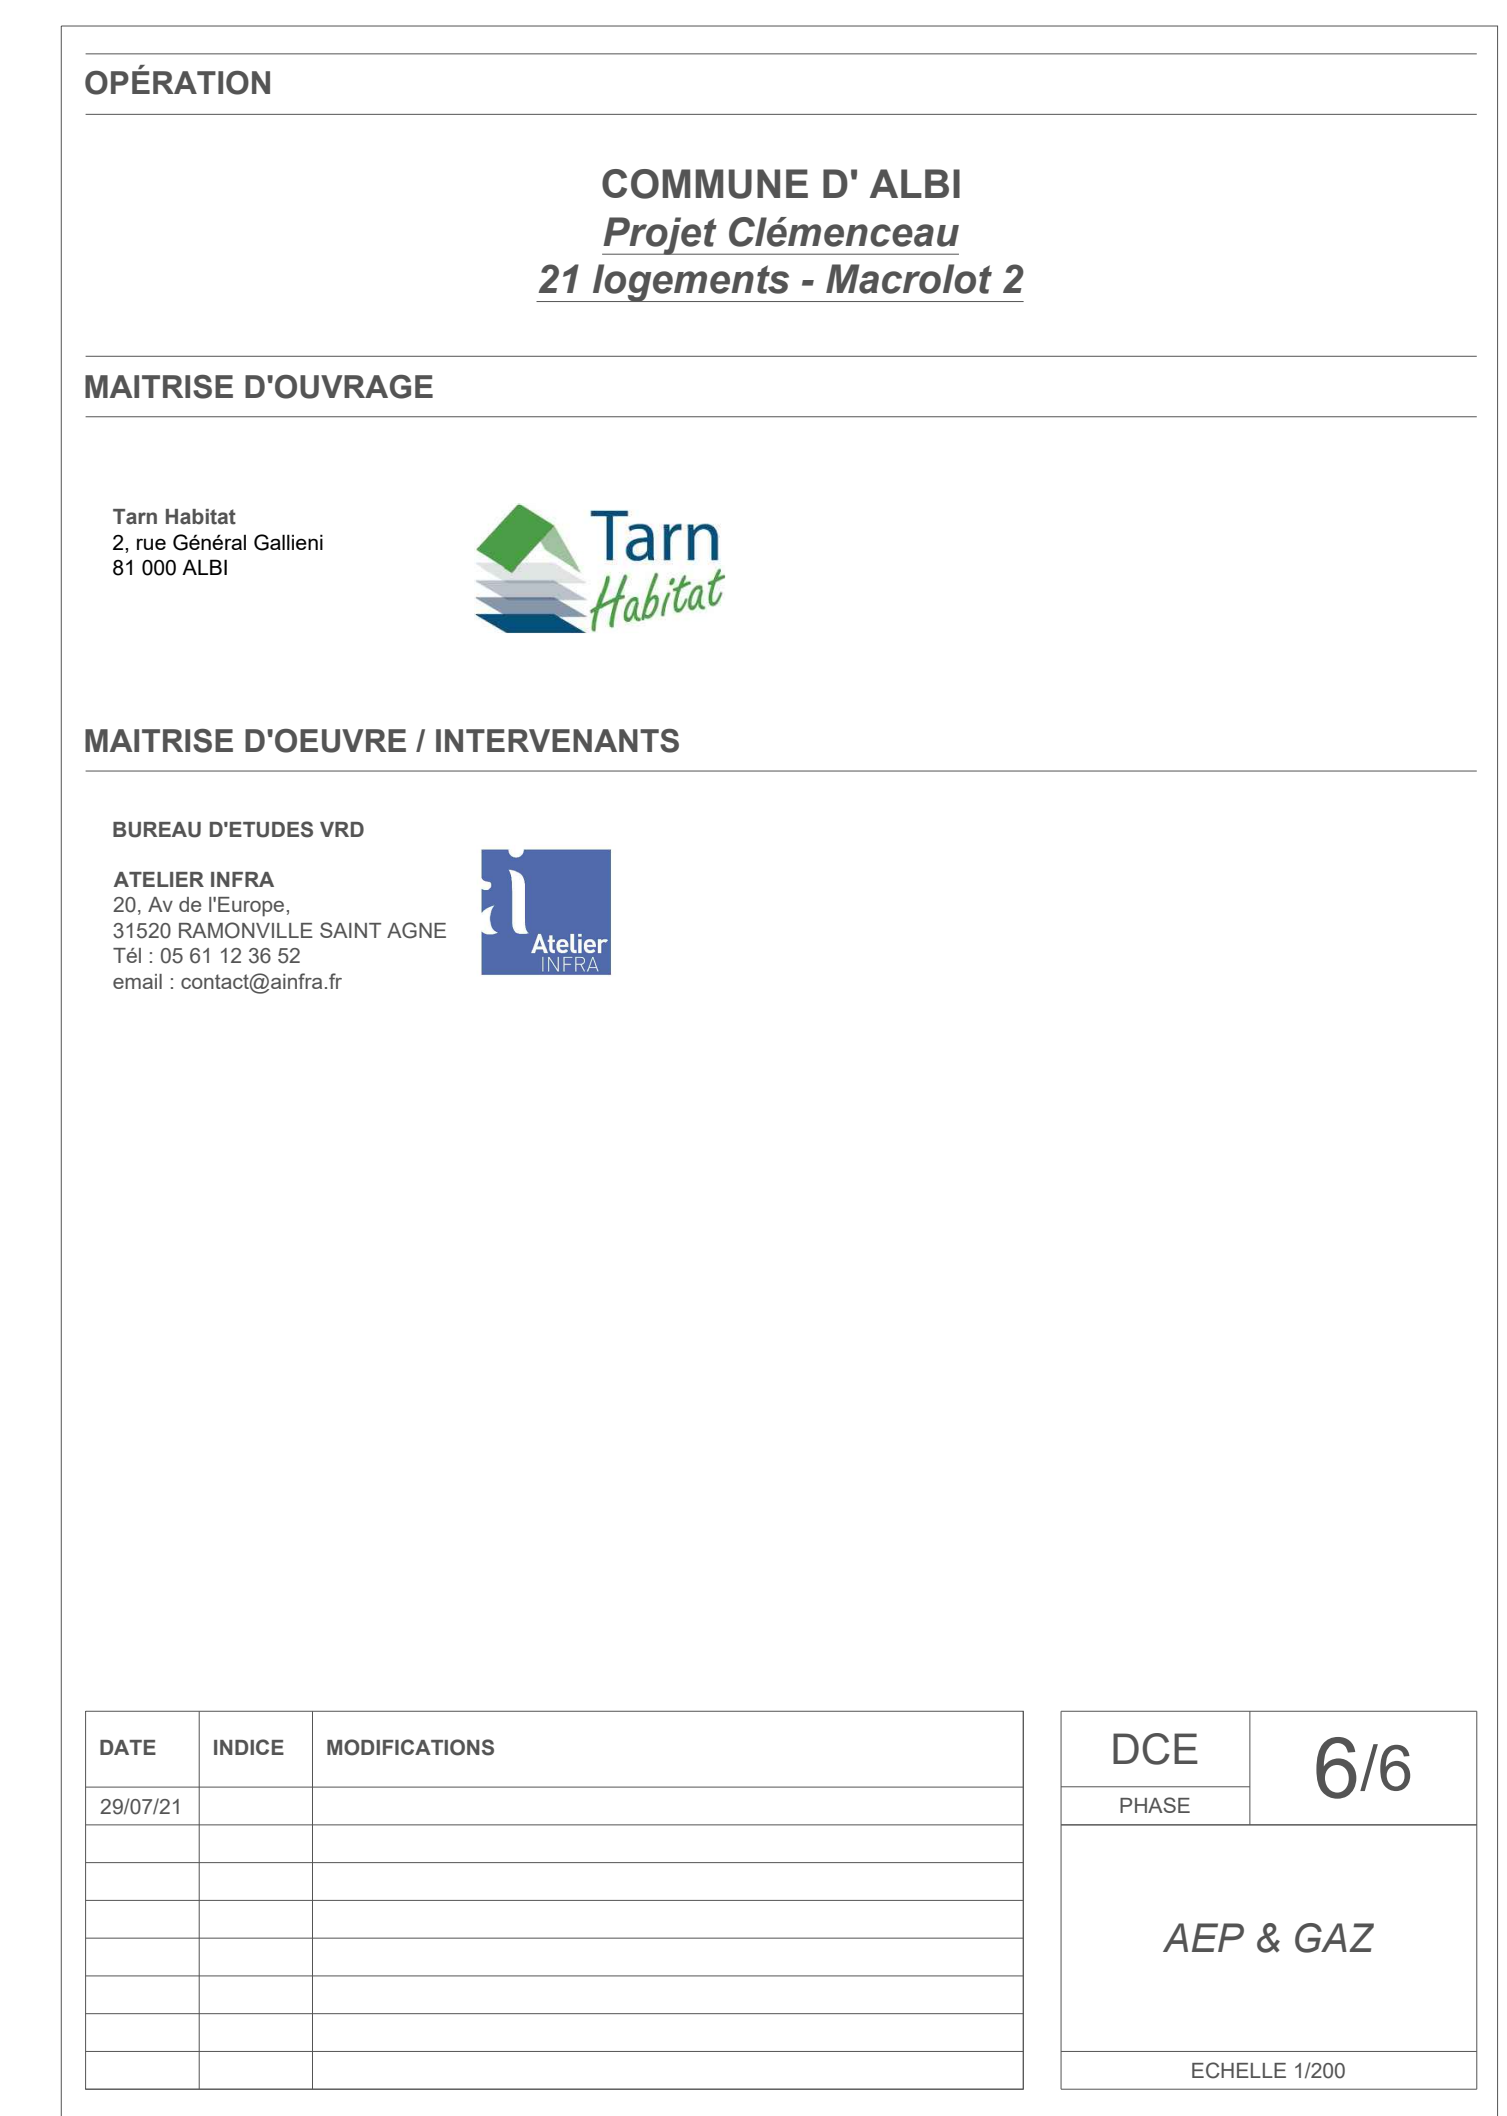 OPÉRATION
COMMUNE D' ALBI
Projet Clémenceau
21 logements - Macrolot 2
MAITRISE D'OUVRAGE
Tarn Habitat
2, rue Général Gallieni
81 000 ALBI
Tarn
Habitat
MAITRISE D'OEUVRE / INTERVENANTS
BUREAU D'ETUDES VRD
ATELIER INFRA
20, Av de l'Europe,
31520 RAMONVILLE SAINT AGNE
Tél : 05 61 12 36 52
email : contact@ainfra.fr
ai
Atelier
INFRA
DATE INDICE MODIFICATIONS
29/07/21
DCE
PHASE
6/6
AEP & GAZ
ECHELLE 1/200